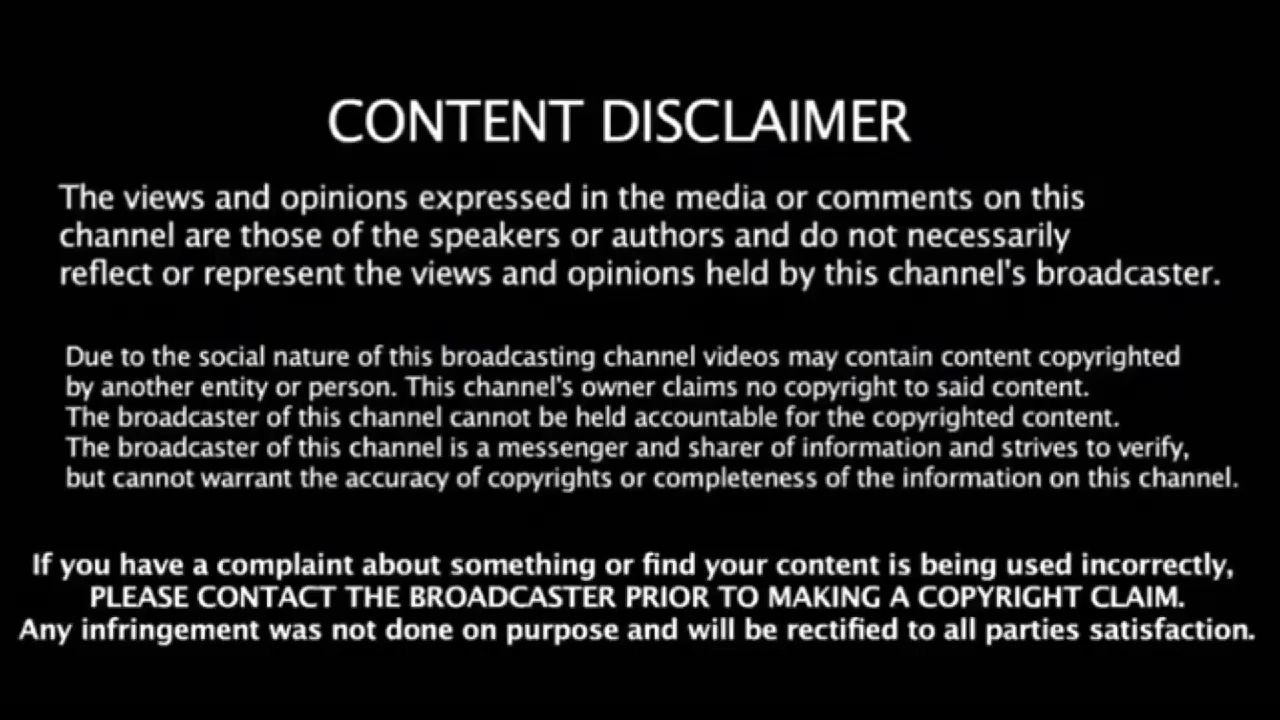 CONTENT DISCLAIMER
The views and opinions expressed in the media or comments on this
channel are those of the speakers or authors and do not necessarily
reflect or represent the views and opinions held by this channel's broadcaster.
Due to the social nature of this broadcasting channel videos may contain content copyrighted
by another entity or person. This channel's owner claims no copyright to said content.
The broadcaster of this channel cannot be held accountable for the copyrighted content.
The broadcaster of this channel is a messenger and sharer of information and strives to verify,
but cannot warrant the accuracy of copyrights or completeness of the information on this channel.
If you have a complaint about something or find your content is being used incorrectly,
PLEASE CONTACT THE BROADCASTER PRIOR TO MAKING A COPYRIGHT CLAIM.
Any infringement was not done on purpose and will be rectified to all parties satisfaction.